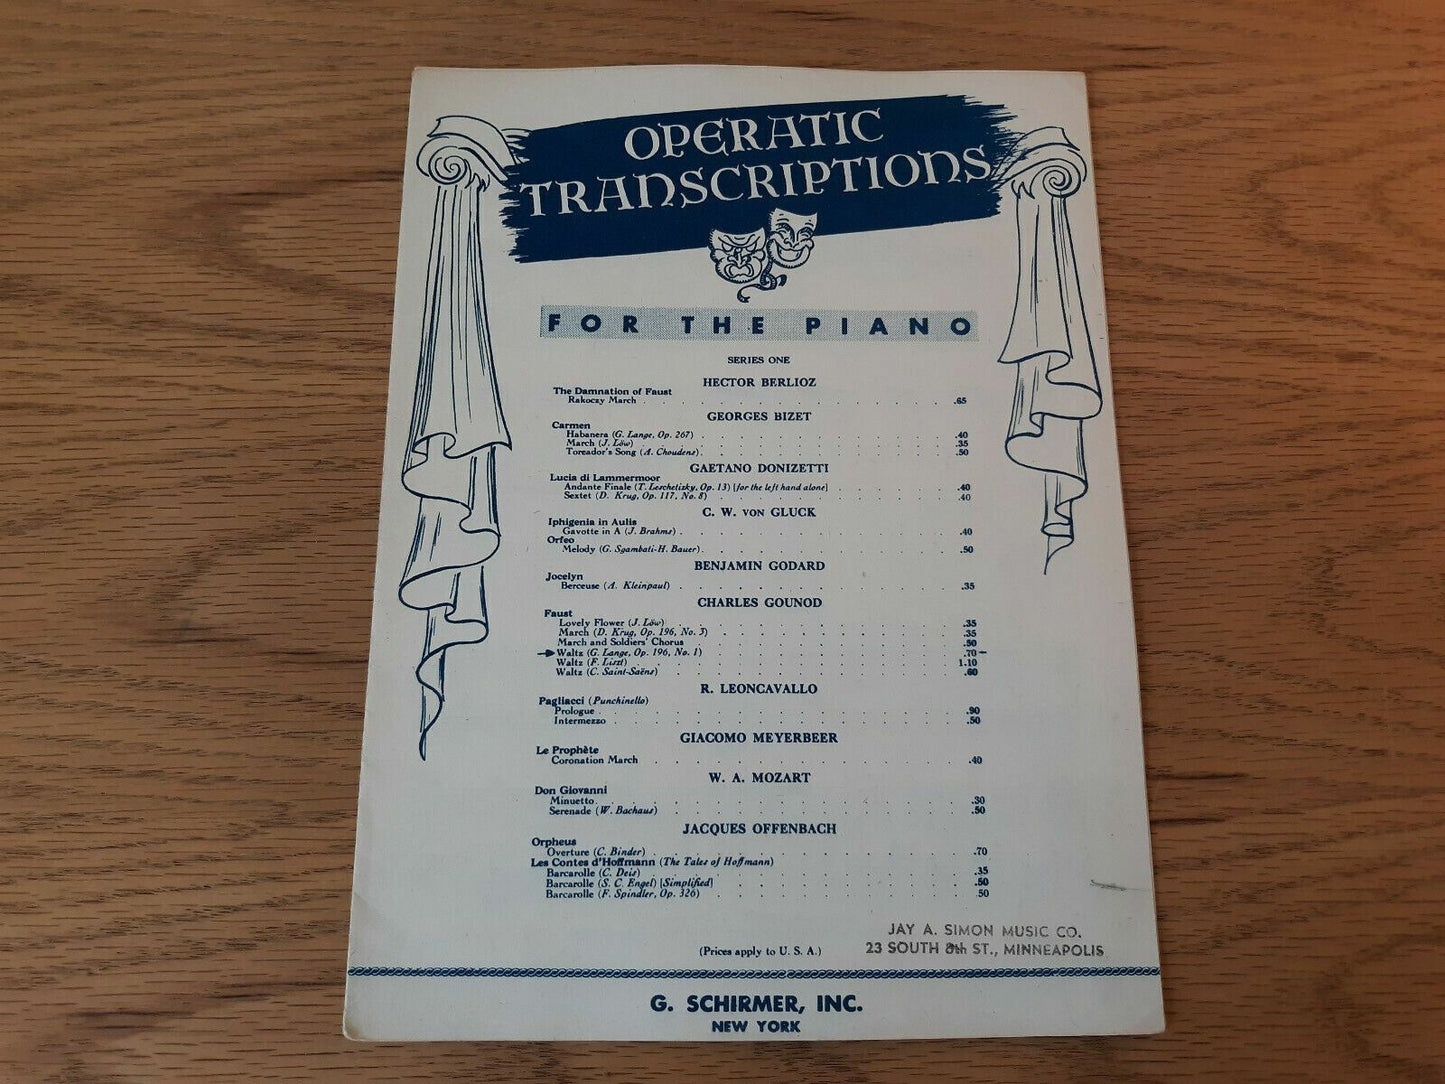 OPERATIC
TRANSCRIPTIONS
FOR THE PIANO
SERIES ONE
HECTOR BERLIOZ
The Damnation of Faust
Rakoczy March .65
GEORGES BIZET
Carmen
Habanera (G. Lange, Op. 267) .40
March (J. Löw) .35
Toreador's Song (A. Choudens) .50
GAETANO DONIZETTI
Lucia di Lammermoor
Andante Finale (T. Leschetizky, Op. 13) [for the left hand alone] .40
Sextet (D. Krug, Op. 117, No. 8) .40
C. W. VON GLUCK
Iphigenia in Aulis
Gavotte in A (J. Brahms) .40
Orfeo
Melody (G. Sgambati-H. Bauer) .50
BENJAMIN GODARD
Jocelyn
Berceuse (A. Kleinpaul) .35
CHARLES GOUNOD
Faust
Lovely Flower (J. Löw) .35
March (D. Krug, Op. 196, No. 3) .35
March and Soldiers' Chorus .50
Waltz (G. Lange, Op. 196, No. 1) .70
Waltz (F. Liszt) 1.10
Waltz (C. Saint-Saëns) .60
R. LEONCAVALLO
Pagliacci (Punchinello)
Prologue .90
Intermezzo .50
GIACOMO MEYERBEER
Le Prophète
Coronation March .40
W. A. MOZART
Don Giovanni
Minuetto .30
Serenade (W. Bachaus) .50
JACQUES OFFENBACH
Orpheus
Overture (C. Binder) .70
Les Contes d'Hoffmann (The Tales of Hoffmann)
Barcarolle (C. Deis) .35
Barcarolle (S. C. Engel) [Simplified] .50
Barcarolle (F. Spindler, Op. 326) .50
JAY A. SIMON MUSIC CO.
23 SOUTH 8th ST., MINNEAPOLIS
(Prices apply to U. S. A.)
G. SCHIRMER, INC.
NEW YORK